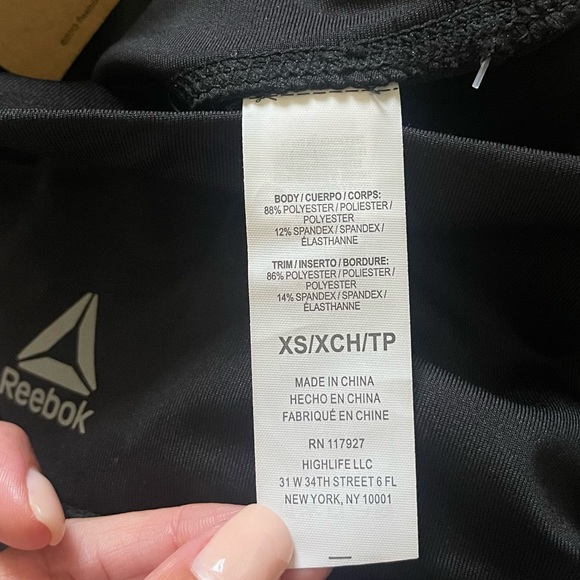 BODY / CUERPO / CORPS:
88% POLYESTER / POLIESTER /
POLYESTER
12% SPANDEX / SPANDEX /
ÉLASTHANNE
TRIM / INSERTO / BORDURE:
86% POLYESTER / POLIESTER /
POLYESTER
14% SPANDEX / SPANDEX /
ÉLASTHANNE
XS/XCH/TP
MADE IN CHINA
HECHO EN CHINA
FABRIQUÉ EN CHINE
RN 117927
HIGHLIFE LLC
31 W 34TH STREET 6 FL
NEW YORK, NY 10001
Reebok